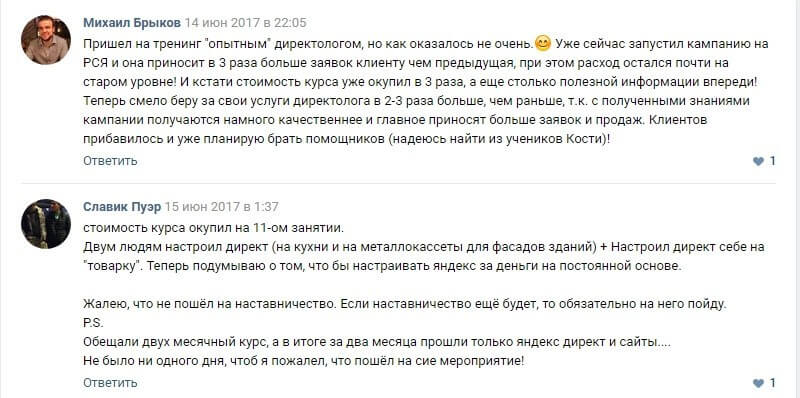 Михаил Брыков 14 июн 2017 в 22:05
Пришел на тренинг "опытным" директологом, но как оказалось не очень.😊 Уже сейчас запустил кампанию на
РСЯ и она приносит в 3 раза больше заявок клиенту чем предыдущая, при этом расход остался почти на
старом уровне! И кстати стоимость курса уже окупил в 3 раза, а еще столько полезной информации впереди!
Теперь смело беру за свои услуги директолога в 2-3 раза больше, чем раньше, т.к. с полученными знаниями
кампании получаются намного качественнее и главное приносят больше заявок и продаж. Клиентов
прибавилось и уже планирую брать помощников (надеюсь найти из учеников Кости)!
Ответить 1
Славик Пуэр 15 июн 2017 в 1:37
стоимость курса окупил на 11-ом занятии.
Двум людям настроил директ (на кухни и на металлокассеты для фасадов зданий) + Настроил директ себе на
"товарку". Теперь подумываю о том, что бы настраивать яндекс за деньги на постоянной основе.
Жалею, что не пошёл на наставничество. Если наставничество ещё будет, то обязательно на него пойду.
P.S.
Обещали двух месячный курс, а в итоге за два месяца прошли только яндекс директ и сайты....
Не было ни одного дня, чтоб я пожалел, что пошёл на сие мероприятие!
Ответить 1